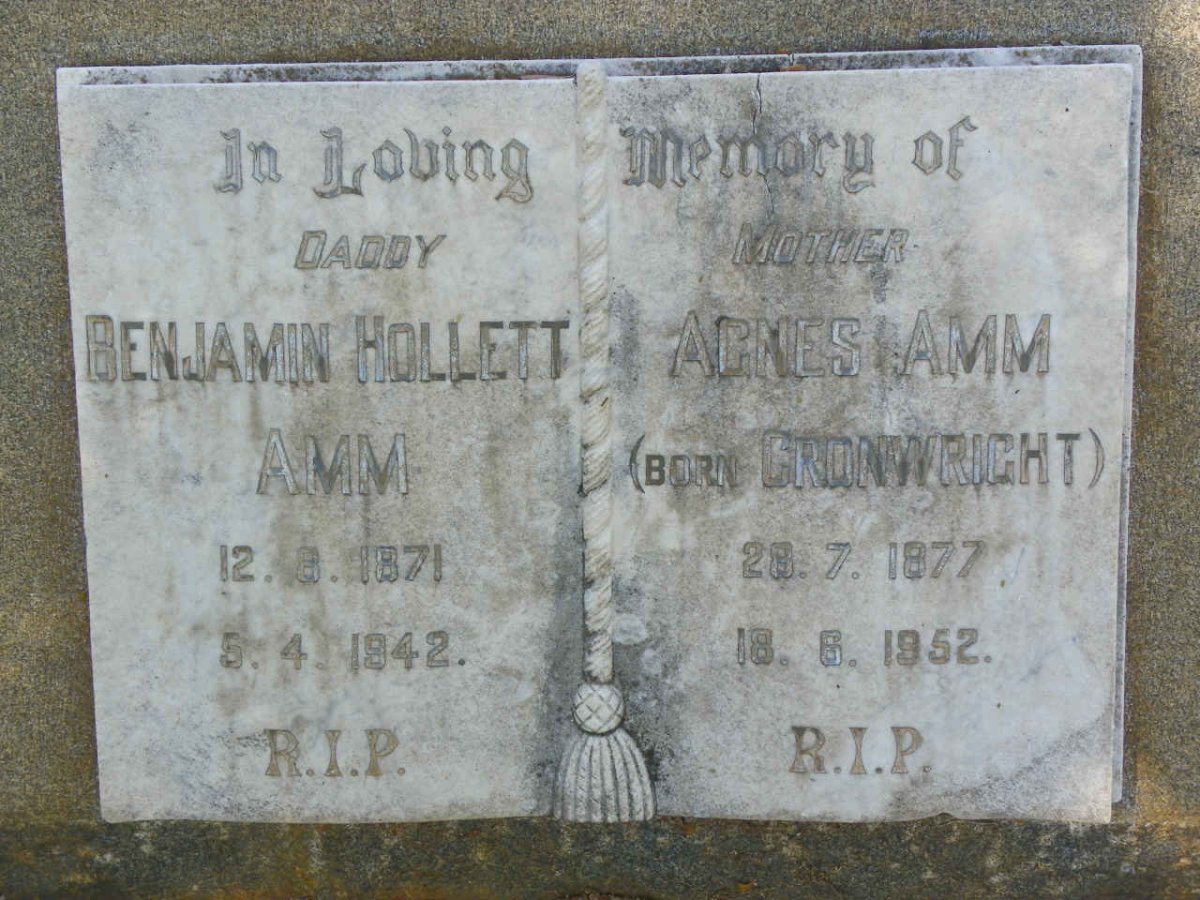 In Loving Memory of
DADDY
BENJAMIN HOLLETT
AMM
12. 8. 1871
5. 4. 1942.
R.I.P.
MOTHER
AGNES AMM
(BORN CRONWRIGHT)
28. 7. 1877
18. 6. 1952.
R.I.P.